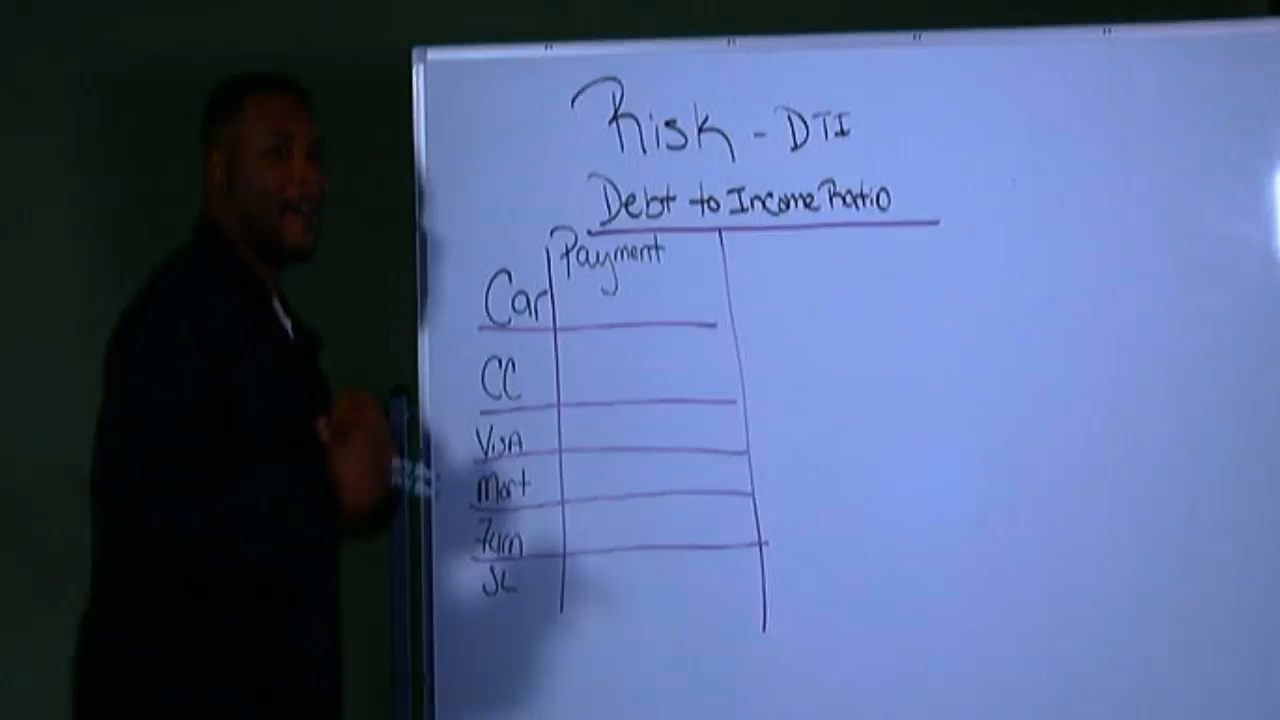 Risk - DTI
Debt to Income Ratio
Payment
Car
CC
VISA
Mort
Furn
SL